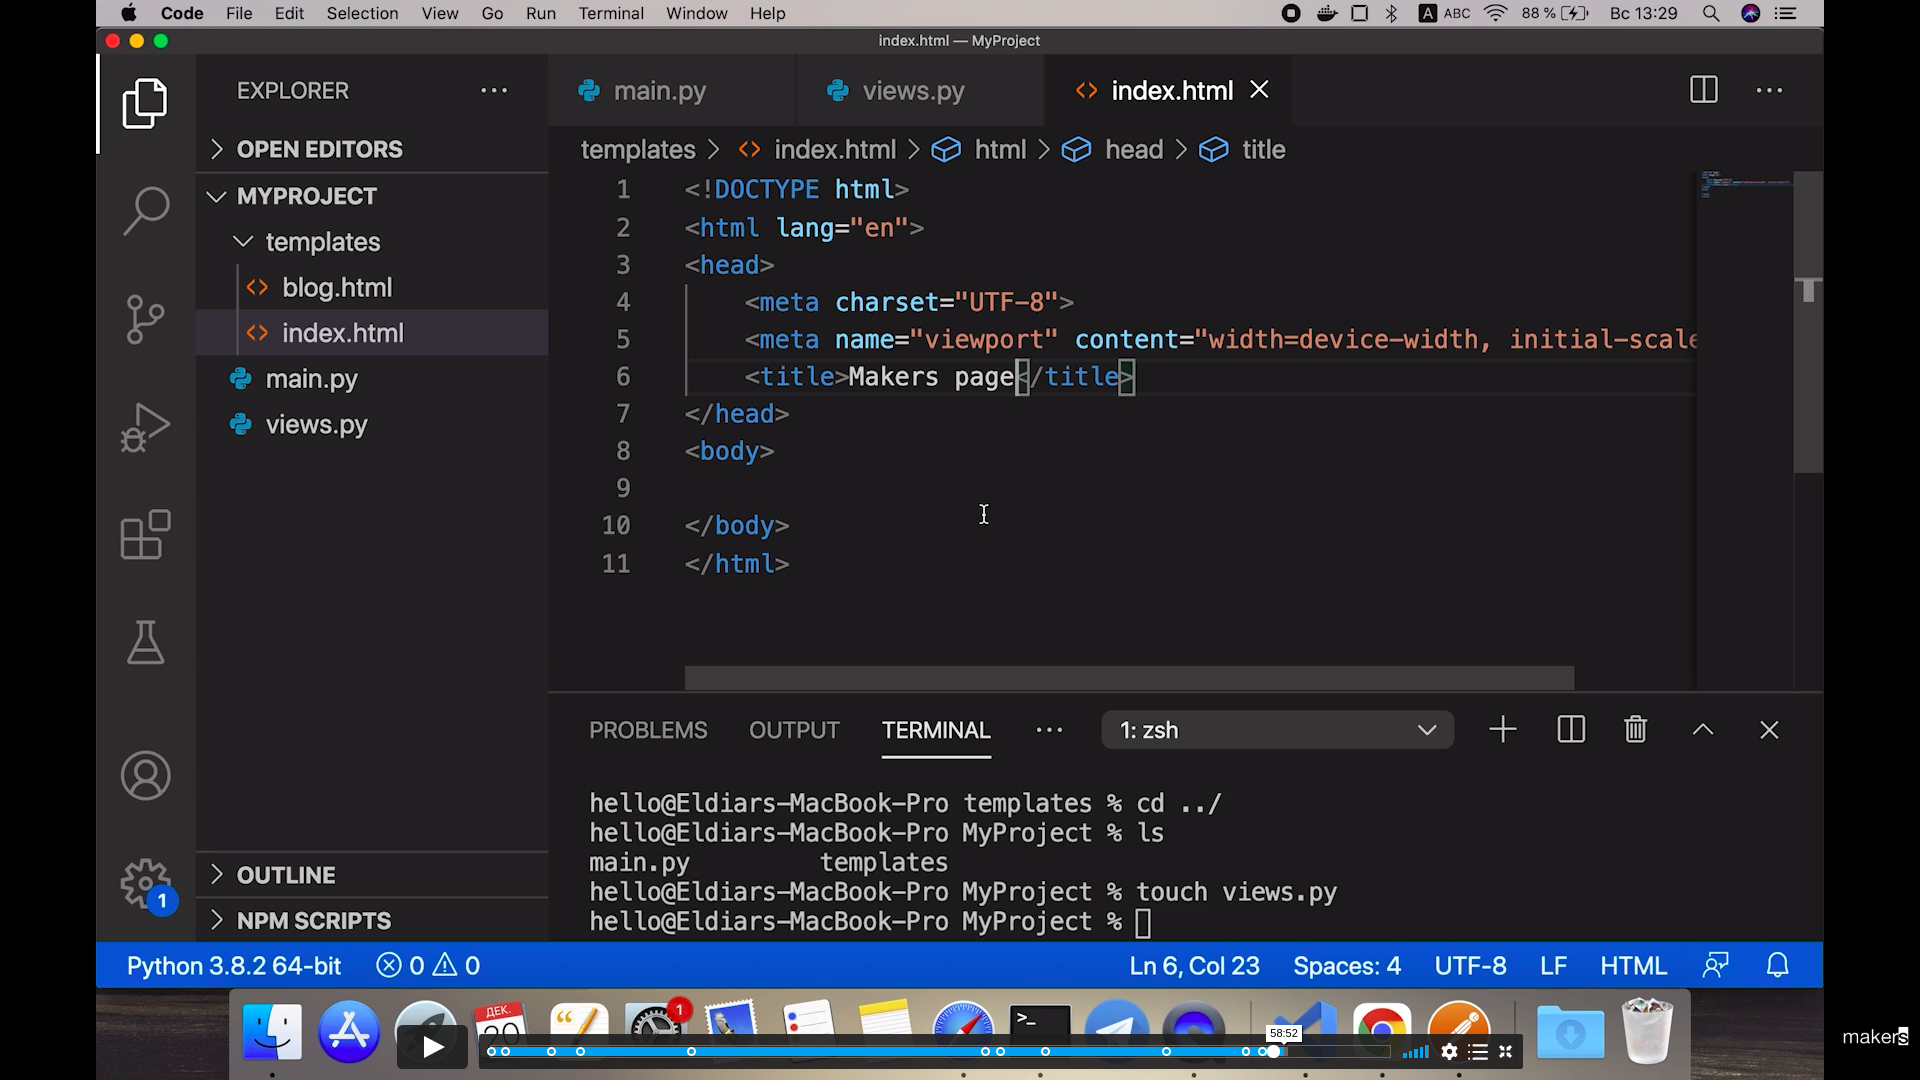 Code File Edit Selection View Go Run Terminal Window Help A ABC 88 % Вс 13:29
index.html — MyProject
EXPLORER
main.py views.py index.html
OPEN EDITORS
templates > index.html > html > head > title
MYPROJECT
templates
blog.html
index.html
main.py
views.py
1 <!DOCTYPE html>
2 <html lang="en">
3 <head>
4 <meta charset="UTF-8">
5 <meta name="viewport" content="width=device-width, initial-scale
6 <title>Makers page</title>
7 </head>
8 <body>
9
10 </body>
11 </html>
PROBLEMS OUTPUT TERMINAL 1: zsh
hello@Eldiars-MacBook-Pro templates % cd ../
hello@Eldiars-MacBook-Pro MyProject % ls
main.py templates
hello@Eldiars-MacBook-Pro MyProject % touch views.py
hello@Eldiars-MacBook-Pro MyProject %
OUTLINE
1
NPM SCRIPTS
Python 3.8.2 64-bit 0 0 Ln 6, Col 23 Spaces: 4 UTF-8 LF HTML
ДЕК.
1
58:52
makers